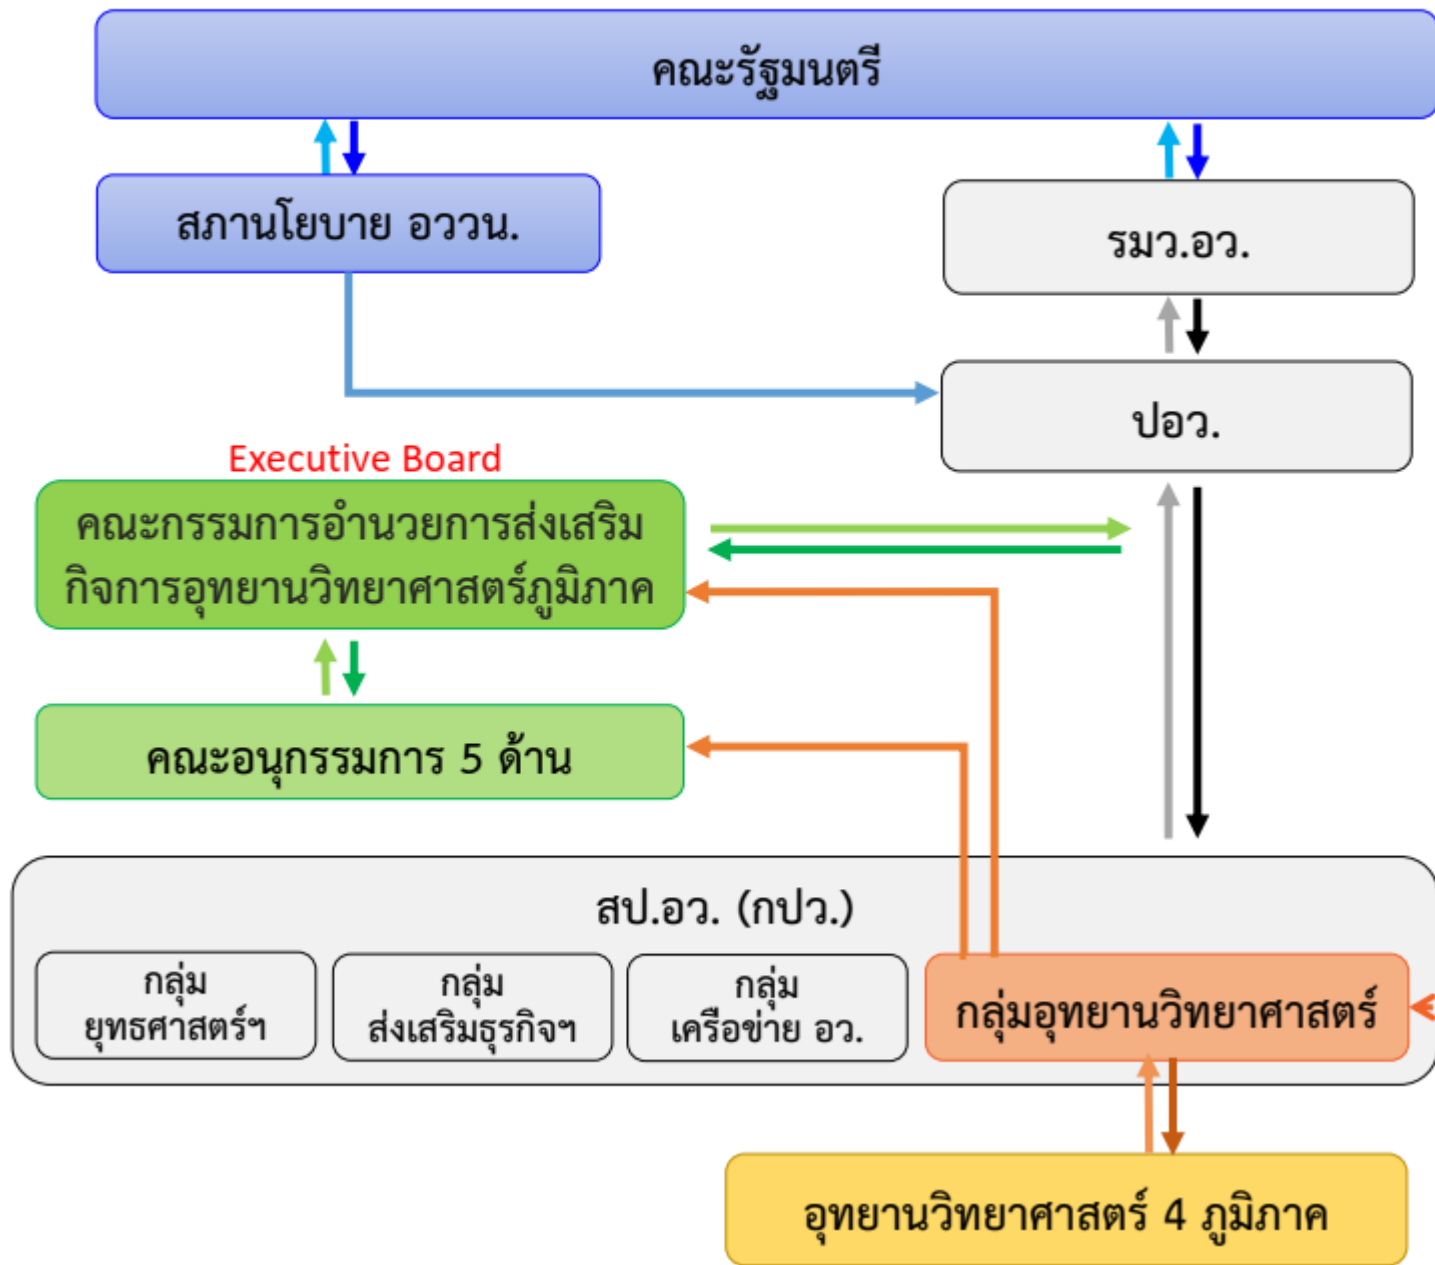 คณะรัฐมนตรี
สภานโยบาย อววน.
รมว.อว.
ปอว.
Executive Board
คณะกรรมการอำนวยการส่งเสริม
กิจการอุทยานวิทยาศาสตร์ภูมิภาค
คณะอนุกรรมการ 5 ด้าน
สป.อว. (กปว.)
กลุ่ม
ยุทธศาสตร์ฯ
กลุ่ม
ส่งเสริมธุรกิจฯ
กลุ่ม
เครือข่าย อว.
กลุ่มอุทยานวิทยาศาสตร์
อุทยานวิทยาศาสตร์ 4 ภูมิภาค